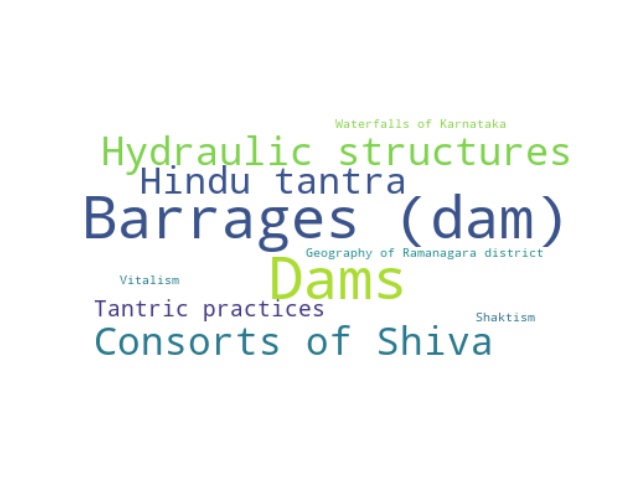 Waterfalls of Karnataka
Hydraulic structures
Hindu tantra
Barrages (dam)
Geography of Ramanagara district
Dams
Vitalism
Tantric practices
Shaktism
Consorts of Shiva